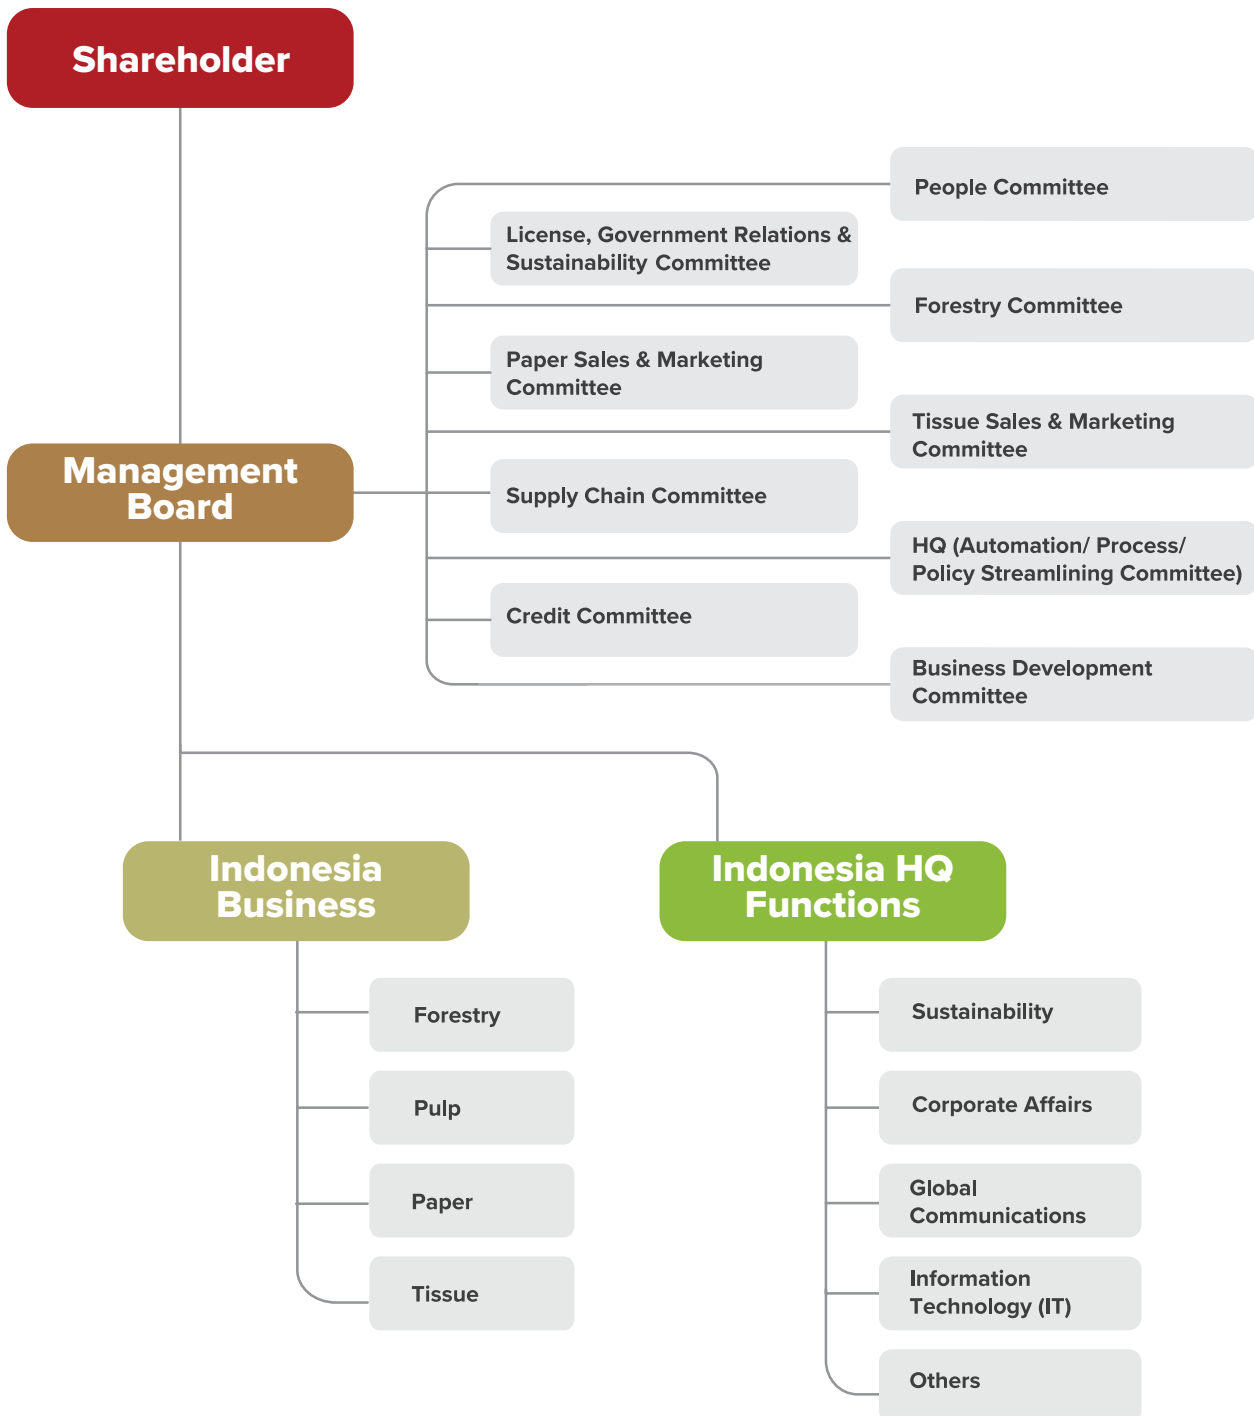 Shareholder
People Committee
License, Government Relations &
Sustainability Committee
Forestry Committee
Paper Sales & Marketing
Committee
Tissue Sales & Marketing
Committee
Management
Board
Supply Chain Committee
HQ (Automation/ Process/
Policy Streamlining Committee)
Credit Committee
Business Development
Committee
Indonesia
Business
Indonesia HQ
Functions
Forestry
Pulp
Paper
Tissue
Sustainability
Corporate Affairs
Global
Communications
Information
Technology (IT)
Others